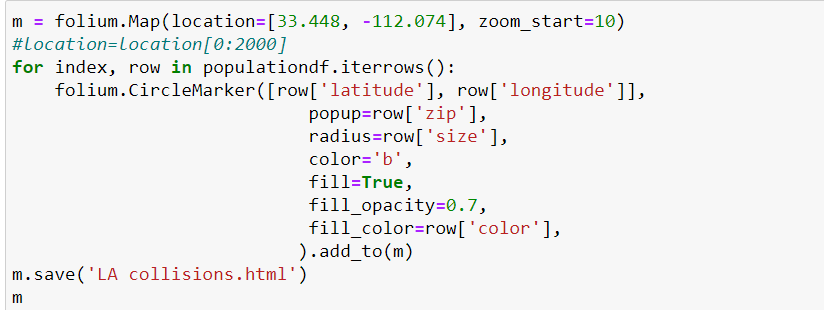 m = folium.Map(location=[33.448, -112.074], zoom_start=10)
#location=location[0:2000]
for index, row in populationdf.iterrows():
    folium.CircleMarker([row['latitude'], row['longitude']],
                            popup=row['zip'],
                            radius=row['size'],
                            color='b',
                            fill=True,
                            fill_opacity=0.7,
                            fill_color=row['color'],
                           ).add_to(m)
m.save('LA collisions.html')
m